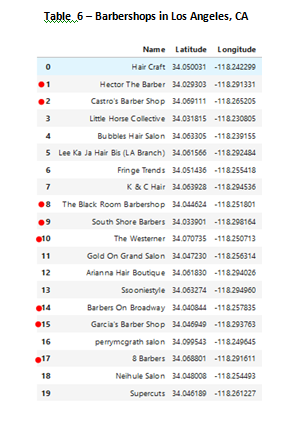 Table 6 – Barbershops in Los Angeles, CA
Name Latitude Longitude
0 Hair Craft 34.050031 -118.242299
1 Hector The Barber 34.029303 -118.291331
2 Castro's Barber Shop 34.069111 -118.265205
3 Little Horse Collective 34.031815 -118.230805
4 Bubbles Hair Salon 34.063305 -118.239155
5 Lee Ka Ja Hair Bis (LA Branch) 34.061566 -118.292484
6 Fringe Trends 34.051436 -118.255418
7 K & C Hair 34.063928 -118.294536
8 The Black Room Barbershop 34.044624 -118.251801
9 South Shore Barbers 34.033901 -118.298164
10 The Westerner 34.070735 -118.250713
11 Gold On Grand Salon 34.047230 -118.256314
12 Arianna Hair Boutique 34.061830 -118.294026
13 Ssooniestyle 34.063274 -118.294960
14 Barbers On Broadway 34.040844 -118.257835
15 Garcia's Barber Shop 34.046949 -118.293763
16 perrymcgrath salon 34.099543 -118.249645
17 8 Barbers 34.068801 -118.291611
18 Neihule Salon 34.048008 -118.254493
19 Supercuts 34.046189 -118.261227